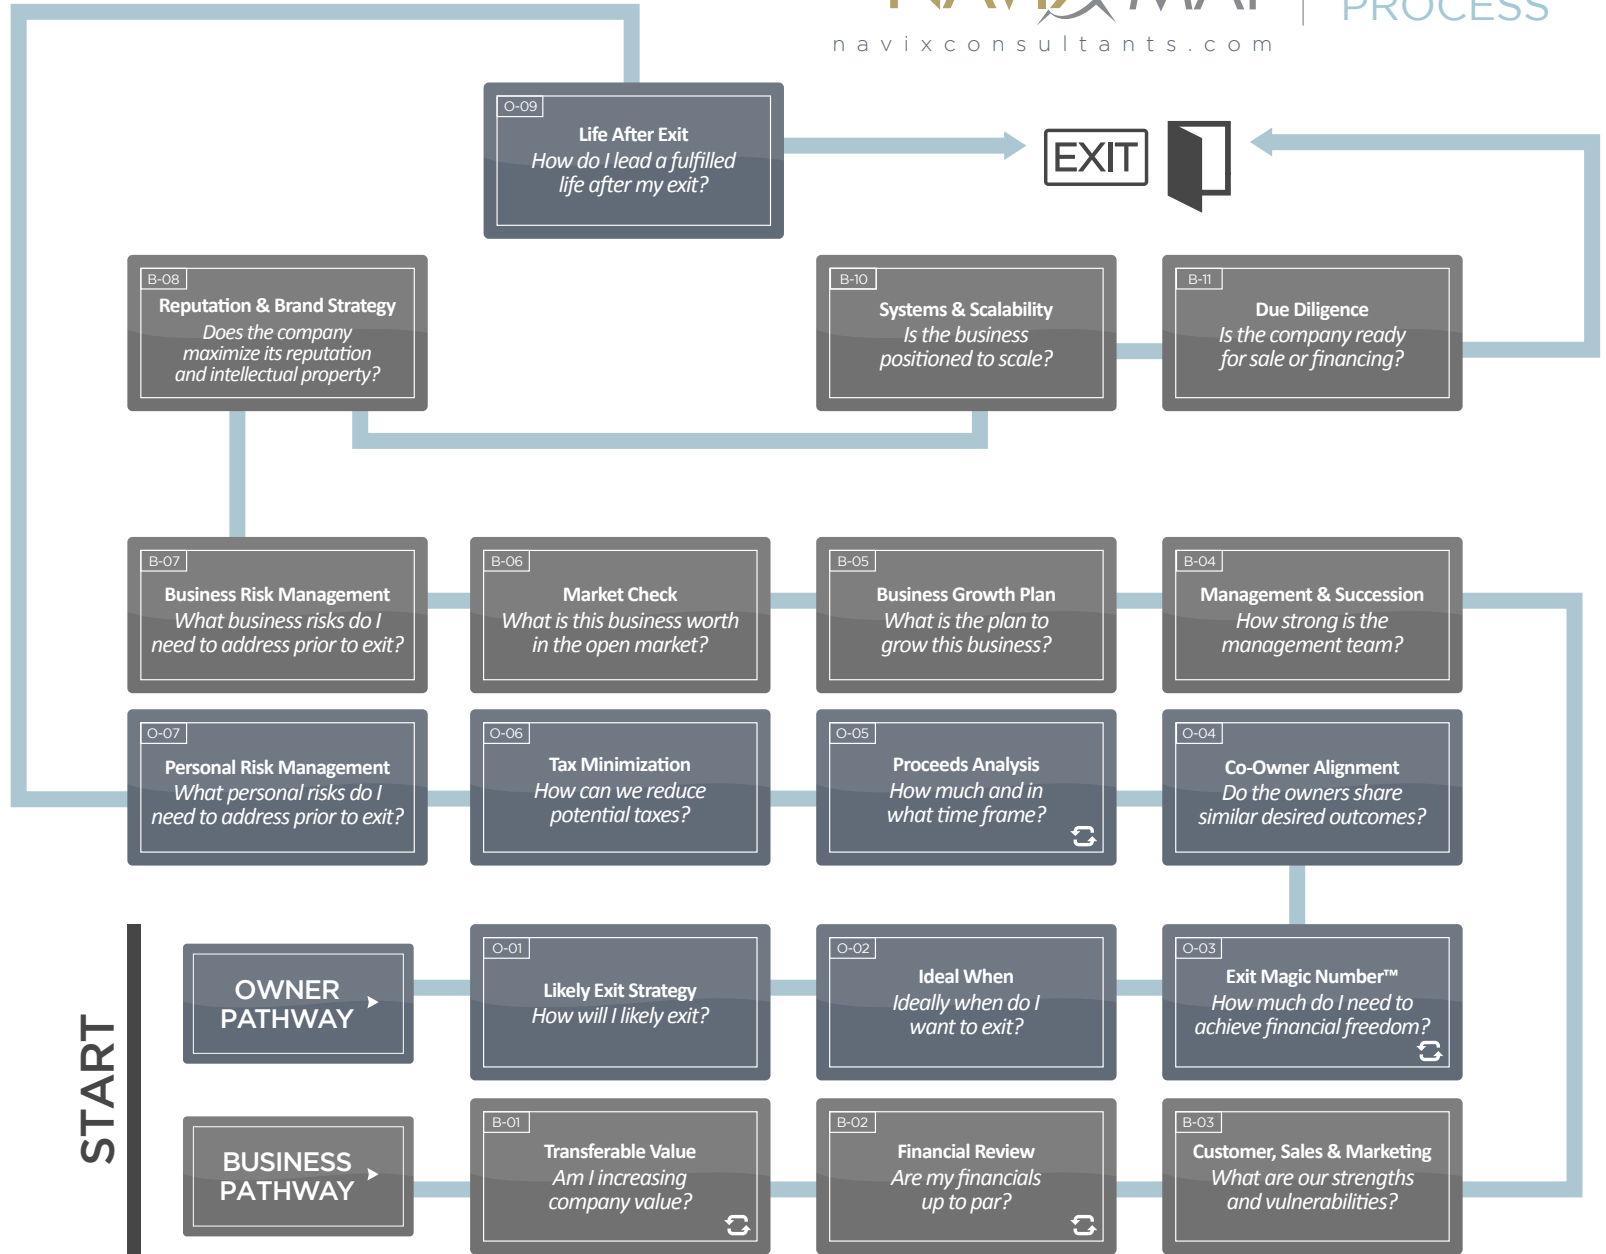 NAVIX MAP
PROCESS
navixconsultants.com
O-09
Life After Exit
How do I lead a fulfilled
life after my exit?
EXIT
B-08
Reputation & Brand Strategy
Does the company
maximize its reputation
and intellectual property?
B-10
Systems & Scalability
Is the business
positioned to scale?
B-11
Due Diligence
Is the company ready
for sale or financing?
B-07
Business Risk Management
What business risks do I
need to address prior to exit?
B-06
Market Check
What is this business worth
in the open market?
B-05
Business Growth Plan
What is the plan to
grow this business?
B-04
Management & Succession
How strong is the
management team?
O-07
Personal Risk Management
What personal risks do I
need to address prior to exit?
O-06
Tax Minimization
How can we reduce
potential taxes?
O-05
Proceeds Analysis
How much and in
what time frame?
O-04
Co-Owner Alignment
Do the owners share
similar desired outcomes?
START
OWNER
PATHWAY
O-01
Likely Exit Strategy
How will I likely exit?
O-02
Ideal When
Ideally when do I
want to exit?
O-03
Exit Magic Number™
How much do I need to
achieve financial freedom?
BUSINESS
PATHWAY
B-01
Transferable Value
Am I increasing
company value?
B-02
Financial Review
Are my financials
up to par?
B-03
Customer, Sales & Marketing
What are our strengths
and vulnerabilities?